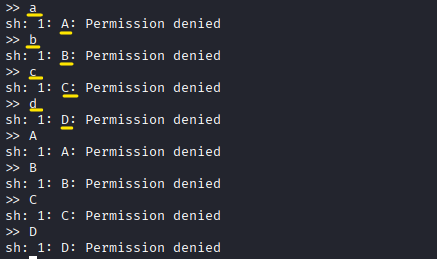 >> a
sh: 1: A: Permission denied
>> b
sh: 1: B: Permission denied
>> c
sh: 1: C: Permission denied
>> d
sh: 1: D: Permission denied
>> A
sh: 1: A: Permission denied
>> B
sh: 1: B: Permission denied
>> C
sh: 1: C: Permission denied
>> D
sh: 1: D: Permission denied